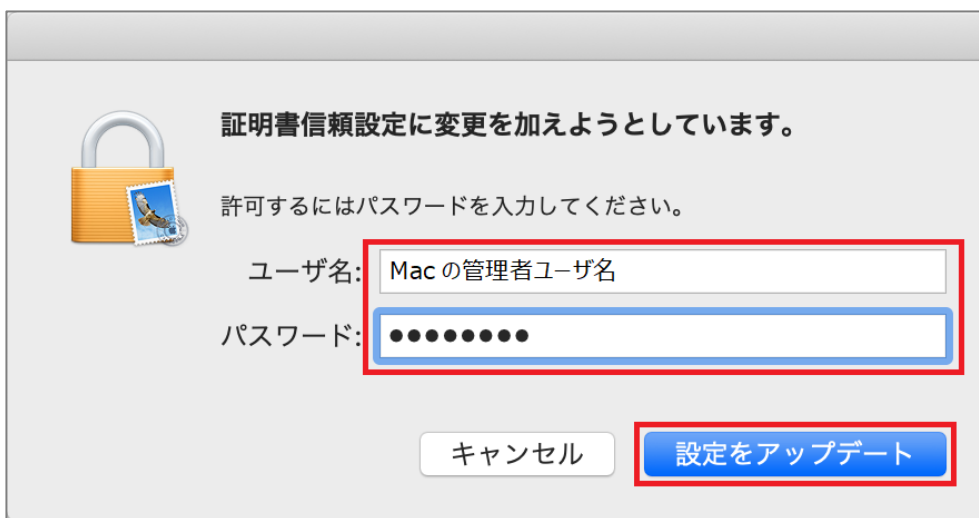 証明書信頼設定に変更を加えようとしています。
許可するにはパスワードを入力してください。
ユーザ名: Mac の管理者ユーザ名
パスワード: ●●●●●●●●
キャンセル 設定をアップデート